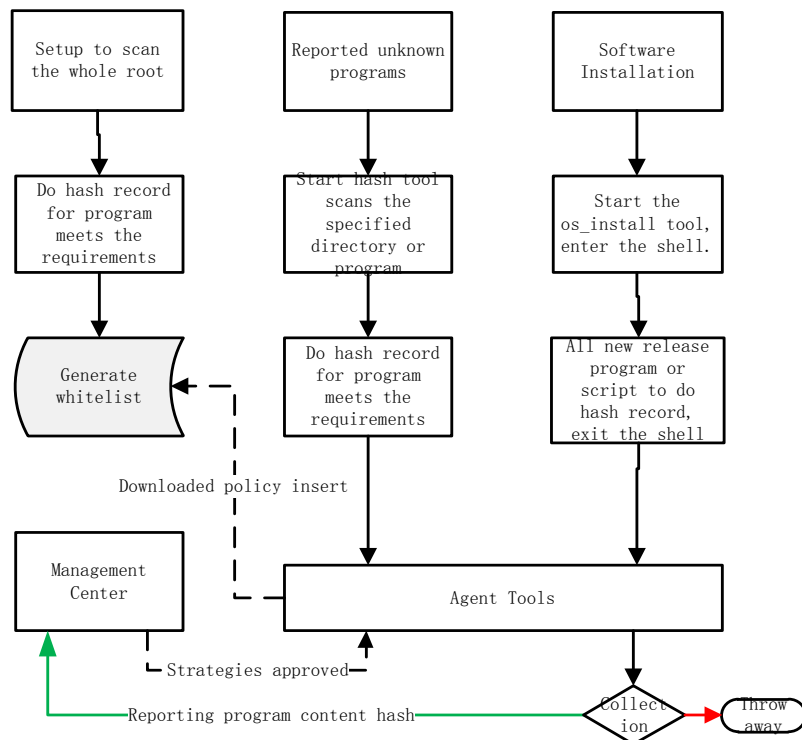 Setup to scan
the whole root
Reported unknown
programs
Software
Installation
Do hash record
for program
meets the
requirements
Start hash tool
scans the
specified
directory or
program
Start the
os_install tool,
enter the shell.
Generate
whitelist
Do hash record
for program
meets the
requirements
All new release
program or
script to do
hash record,
exit the shell
Downloaded policy insert
Management
Center
Agent Tools
Strategies approved
Reporting program content hash
Collect
ion
Throw
away